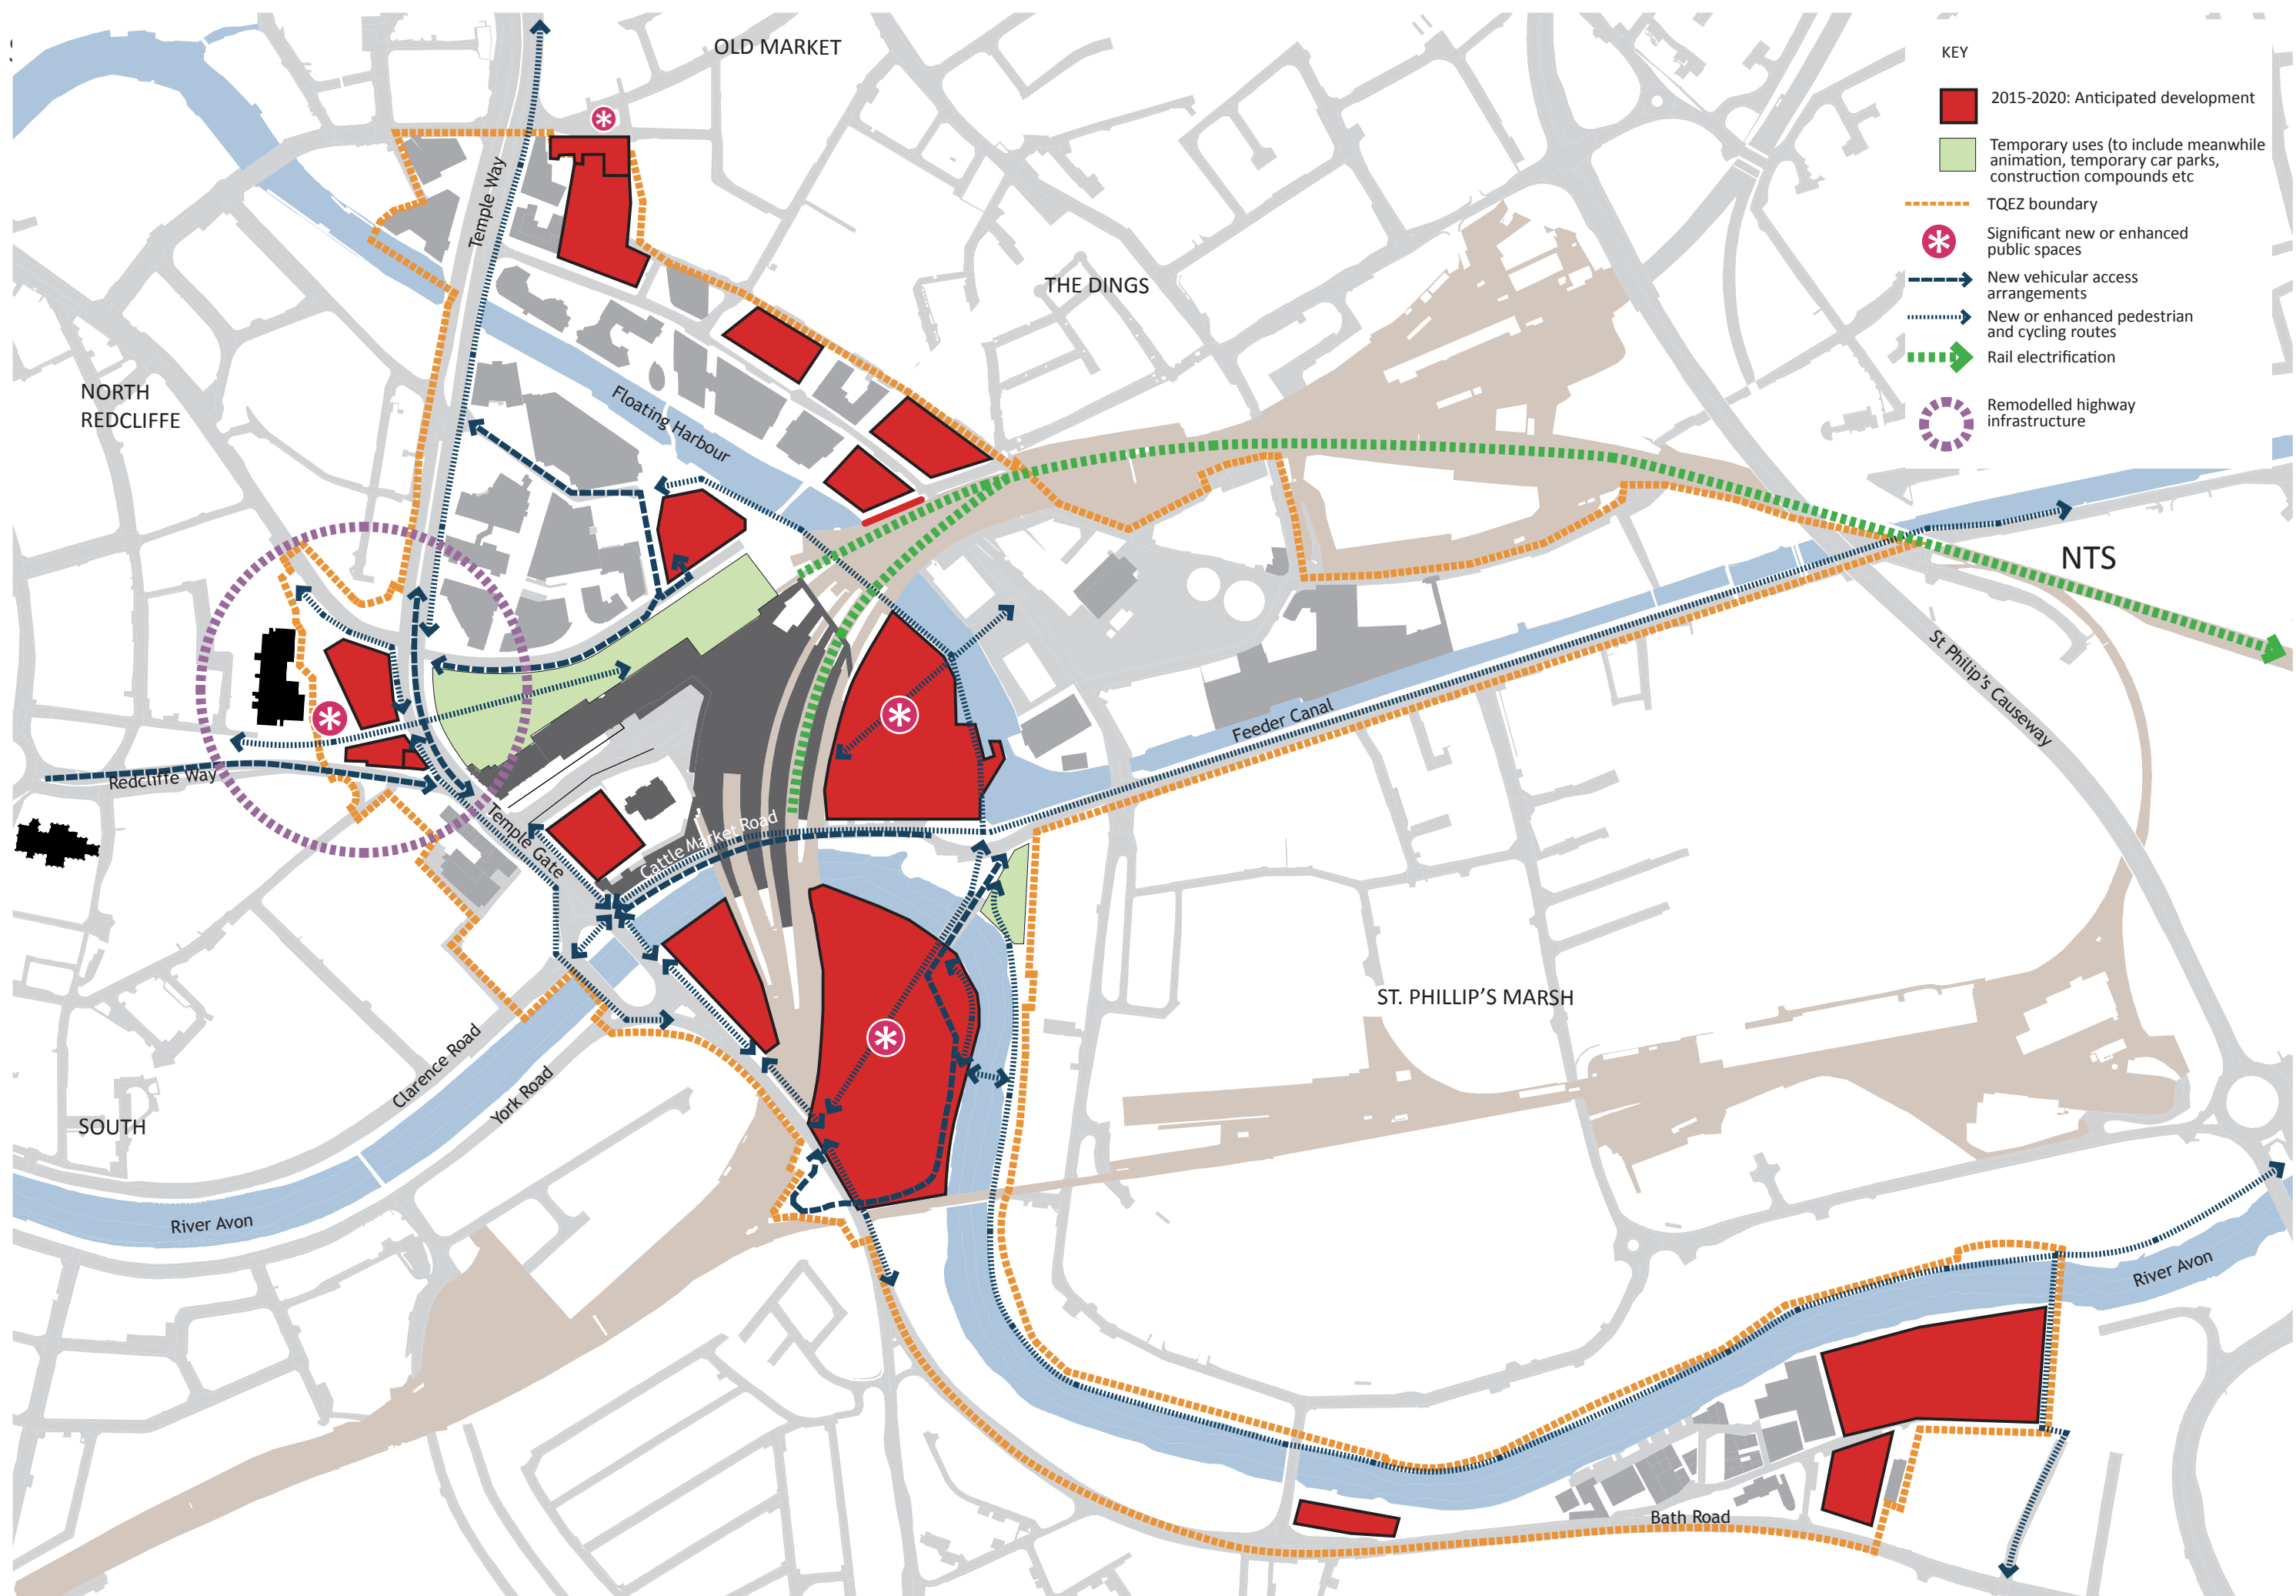 OLD MARKET
KEY
2015-2020: Anticipated development
Temporary uses (to include meanwhile
animation, temporary car parks,
construction compounds etc
TQEZ boundary
Significant new or enhanced
public spaces
New vehicular access
arrangements
New or enhanced pedestrian
and cycling routes
Rail electrification
Remodelled highway
infrastructure
Temple Way
THE DINGS
NORTH
REDCLIFFE
Floating Harbour
NTS
St Philip's Causeway
Feeder Canal
Redcliffe Way
Temple Gate
Cattle Market Road
ST. PHILLIP'S MARSH
Clarence Road
York Road
SOUTH
River Avon
River Avon
Bath Road